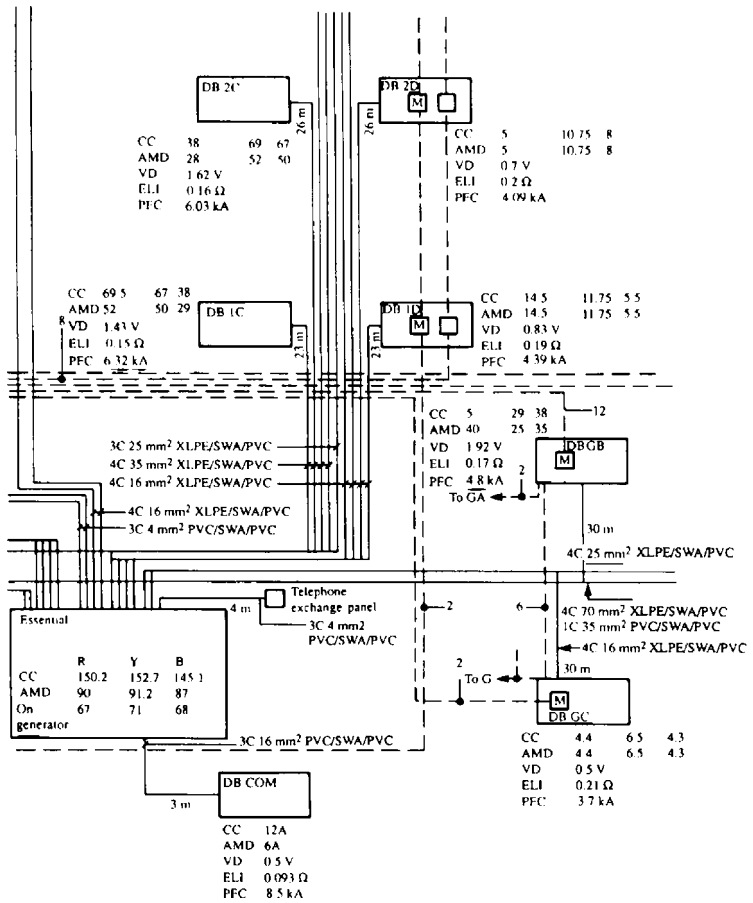 DB 2C
DB 2D
M
26 m
26 m
CC 38 69 67
AMD 28 52 50
VD 1.62 V
ELI 0.16 Ω
PFC 6.03 kA
CC 5 10.75 8
AMD 5 10.75 8
VD 0.7 V
ELI 0.2 Ω
PFC 4.09 kA
CC 69.5 67 38
AMD 52 50 29
VD 1.43 V
ELI 0.15 Ω
PFC 6.32 kA
8
DB 1C
DB 1D
M
23 m
23 m
CC 14.5 11.75 5.5
AMD 14.5 11.75 5.5
VD 0.83 V
ELI 0.19 Ω
PFC 4.39 kA
12
CC 5 29 38
AMD 40 25 35
VD 1.92 V
ELI 0.17 Ω
PFC 4.8 kA
To GA
2
DB GB
M
3C 25 mm² XLPE/SWA/PVC
4C 35 mm² XLPE/SWA/PVC
4C 16 mm² XLPE/SWA/PVC
4C 16 mm² XLPE/SWA/PVC
3C 4 mm² PVC/SWA/PVC
30 m
4C 25 mm² XLPE/SWA/PVC
4 m
Telephone
exchange panel
3C 4 mm2
PVC/SWA/PVC
2
6
4C 70 mm² XLPE/SWA/PVC
1C 35 mm² PVC/SWA/PVC
4C 16 mm² XLPE/SWA/PVC
30 m
2
To G
M
DB GC
Essential
R Y B
CC 150.2 152.7 145.1
AMD 90 91.2 87
On 67 71 68
generator
3C 16 mm² PVC/SWA/PVC
CC 4.4 6.5 4.3
AMD 4.4 6.5 4.3
VD 0.5 V
ELI 0.21 Ω
PFC 3.7 kA
3 m
DB COM
CC 12A
AMD 6A
VD 0.5 V
ELI 0.093 Ω
PFC 8.5 kA